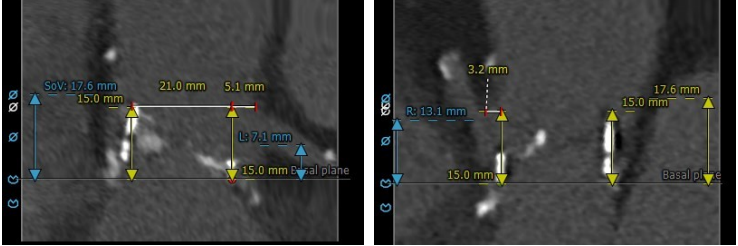 SoV: 17.6 mm
21.0 mm
5.1 mm
15.0 mm
L: 7.1 mm
15.0 mm
Basal plane
3.2 mm
17.6 mm
15.0 mm
R: 13.1 mm
15.0 mm
Basal plane